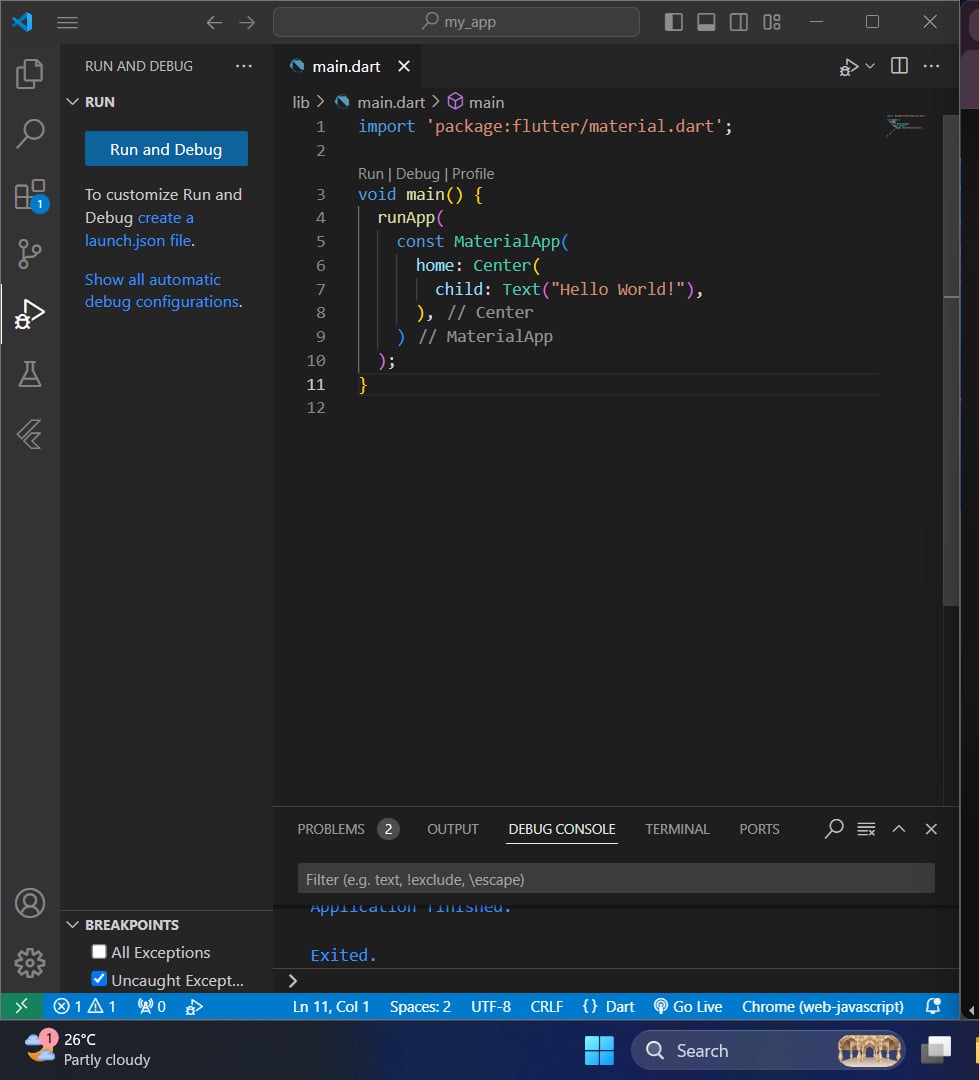 my_app
RUN AND DEBUG
RUN
Run and Debug
To customize Run and
Debug create a
launch.json file.
Show all automatic
debug configurations.
1
main.dart
lib > main.dart > main
1 import 'package:flutter/material.dart';
2
Run | Debug | Profile
3 void main() {
4 runApp(
5 const MaterialApp(
6 home: Center(
7 child: Text("Hello World!"),
8 ), // Center
9 ) // MaterialApp
10 );
11 }
12
PROBLEMS 2 OUTPUT DEBUG CONSOLE TERMINAL PORTS
Filter (e.g. text, !exclude, \escape)
Application finished.
Exited.
BREAKPOINTS
All Exceptions
Uncaught Except...
1 1 0 Ln 11, Col 1 Spaces: 2 UTF-8 CRLF {} Dart Go Live Chrome (web-javascript)
1 26°C
Partly cloudy
Search